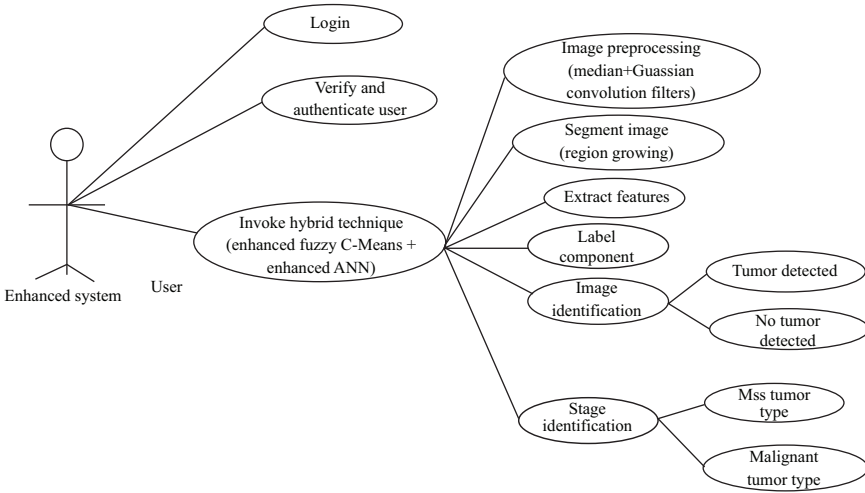 Login
Verify and
authenticate user
Invoke hybrid technique
(enhanced fuzzy C-Means +
enhanced ANN)
Enhanced system
User
Image preprocessing
(median+Guassian
convolution filters)
Segment image
(region growing)
Extract features
Label
component
Image
identification
Tumor detected
No tumor
detected
Stage
identification
Mss tumor
type
Malignant
tumor type